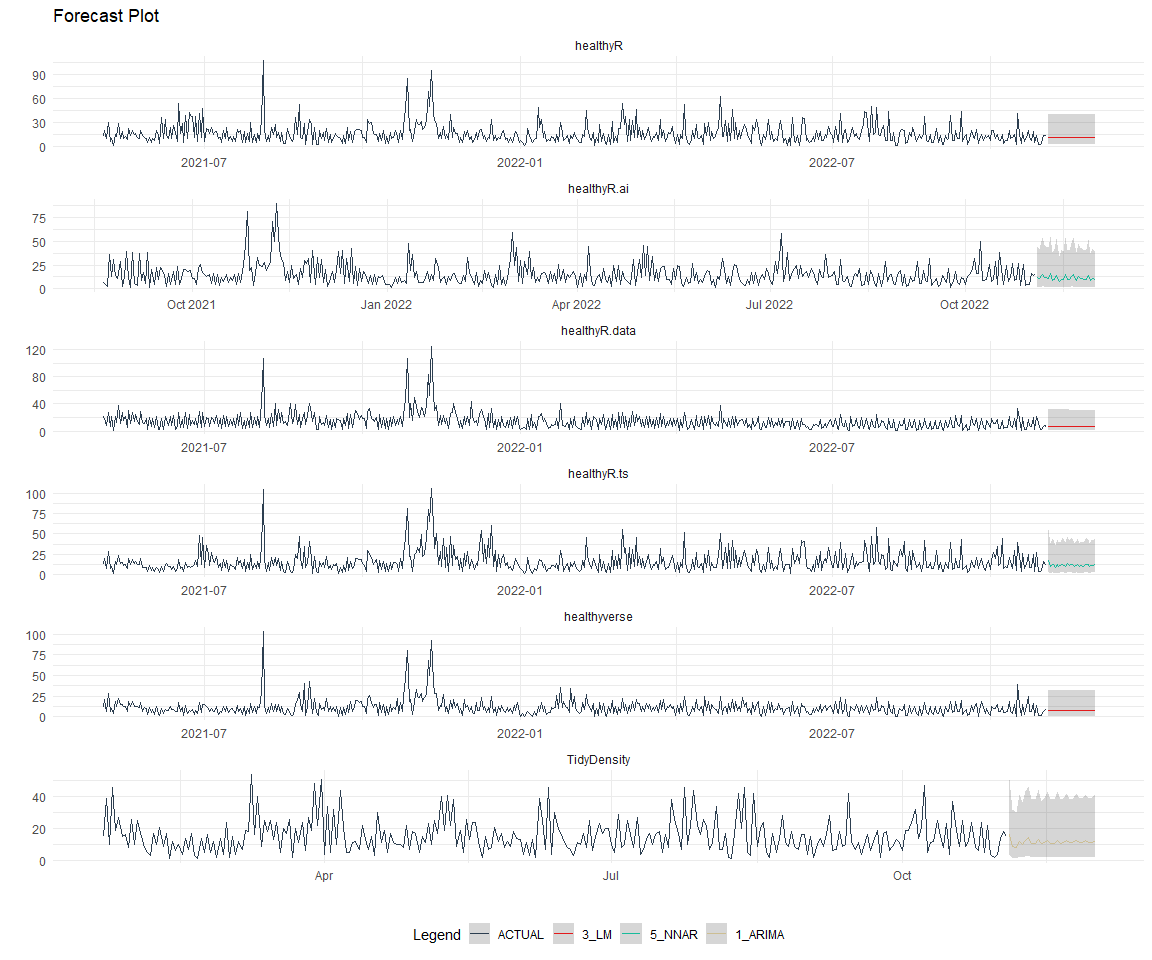 Forecast Plot
healthyR
90
60
30
0
2021-07 2022-01 2022-07
healthyR.ai
75
50
25
0
Oct 2021 Jan 2022 Apr 2022 Jul 2022 Oct 2022
healthyR.data
120
80
40
0
2021-07 2022-01 2022-07
healthyR.ts
100
75
50
25
0
2021-07 2022-01 2022-07
healthyverse
100
75
50
25
0
2021-07 2022-01 2022-07
TidyDensity
40
20
0
Apr Jul Oct
Legend ACTUAL 3_LM 5_NNAR 1_ARIMA